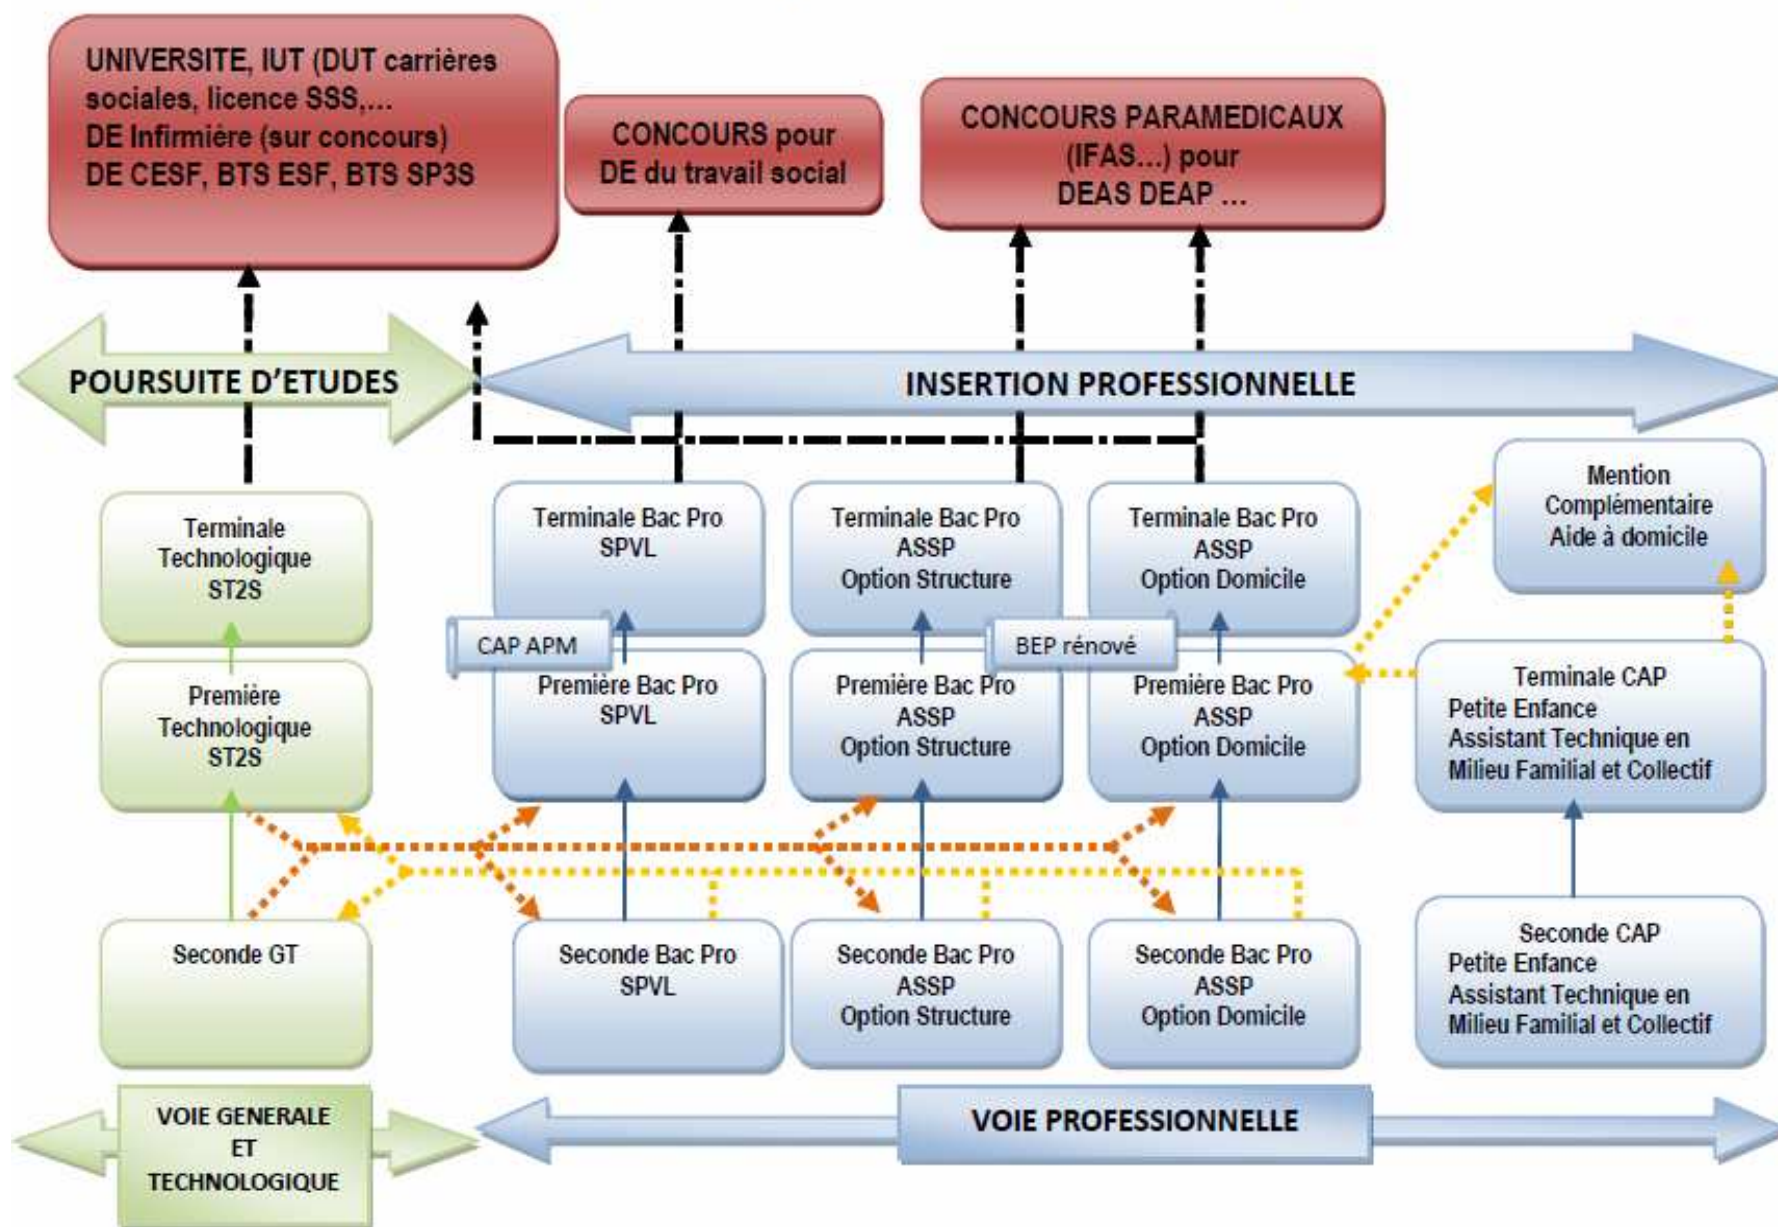 UNIVERSITE, IUT (DUT carrières
sociales, licence SSS,…
DE Infirmière (sur concours)
DE CESF, BTS ESF, BTS SP3S
CONCOURS pour
DE du travail social
CONCOURS PARAMEDICAUX
(IFAS…) pour
DEAS DEAP …
POURSUITE D'ETUDES
INSERTION PROFESSIONNELLE
Terminale
Technologique
ST2S
Terminale Bac Pro
SPVL
Terminale Bac Pro
ASSP
Option Structure
Terminale Bac Pro
ASSP
Option Domicile
Mention
Complémentaire
Aide à domicile
CAP APM
BEP rénové
Première
Technologique
ST2S
Première Bac Pro
SPVL
Première Bac Pro
ASSP
Option Structure
Première Bac Pro
ASSP
Option Domicile
Terminale CAP
Petite Enfance
Assistant Technique en
Milieu Familial et Collectif
Seconde GT
Seconde Bac Pro
SPVL
Seconde Bac Pro
ASSP
Option Structure
Seconde Bac Pro
ASSP
Option Domicile
Seconde CAP
Petite Enfance
Assistant Technique en
Milieu Familial et Collectif
VOIE GENERALE
ET
TECHNOLOGIQUE
VOIE PROFESSIONNELLE